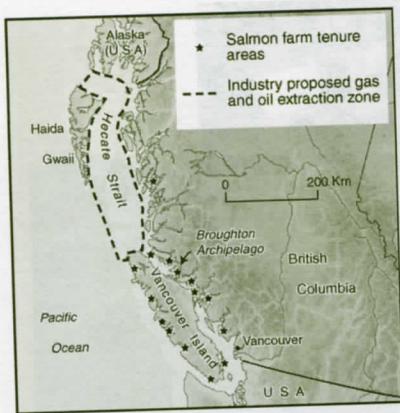 Alaska
(U S A)
Salmon farm tenure
areas
Industry proposed gas
and oil extraction zone
Haida
Gwaii
Hecate
Strait
0 200 Km
Broughton
Archipelago
British
Columbia
Vancouver Island
Pacific
Ocean
Vancouver
U S A